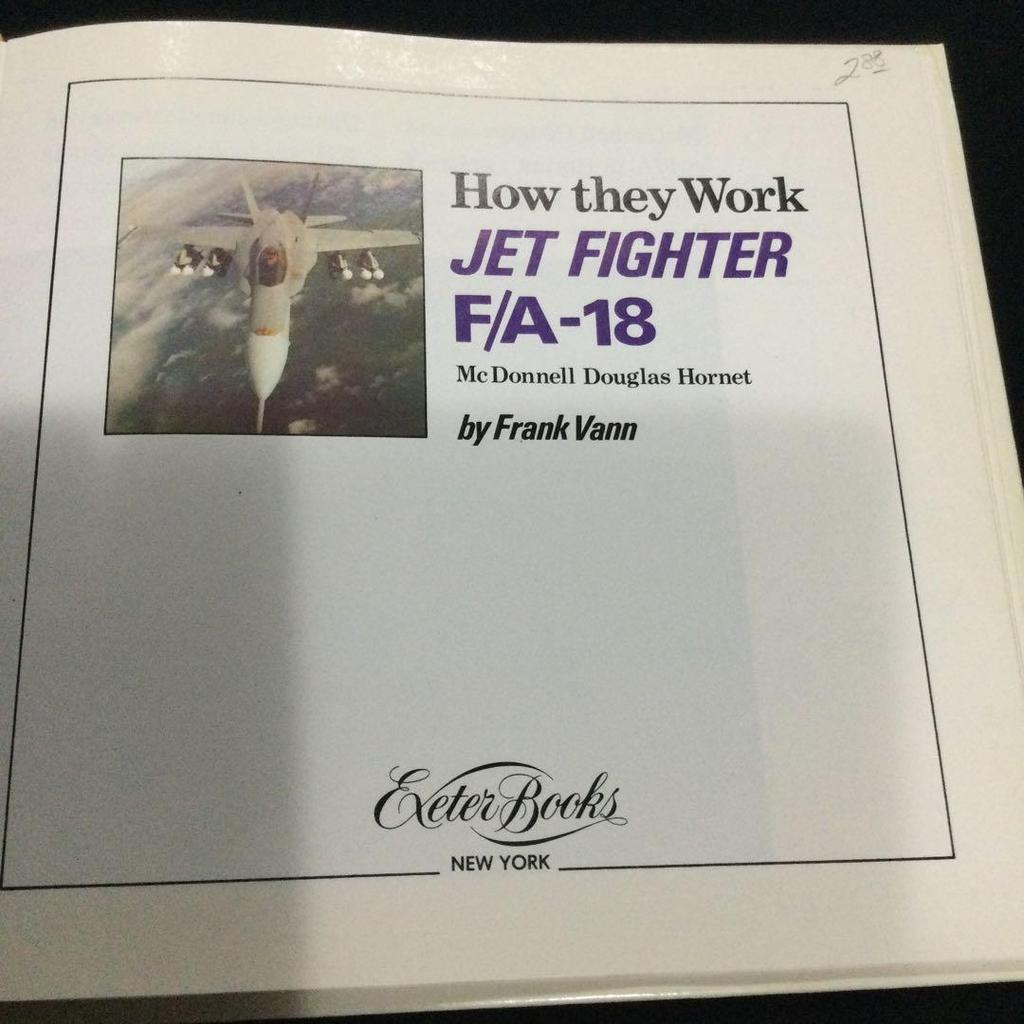 2 88
How they Work
JET FIGHTER
F/A-18
McDonnell Douglas Hornet
by Frank Vann
Exeter Books
NEW YORK